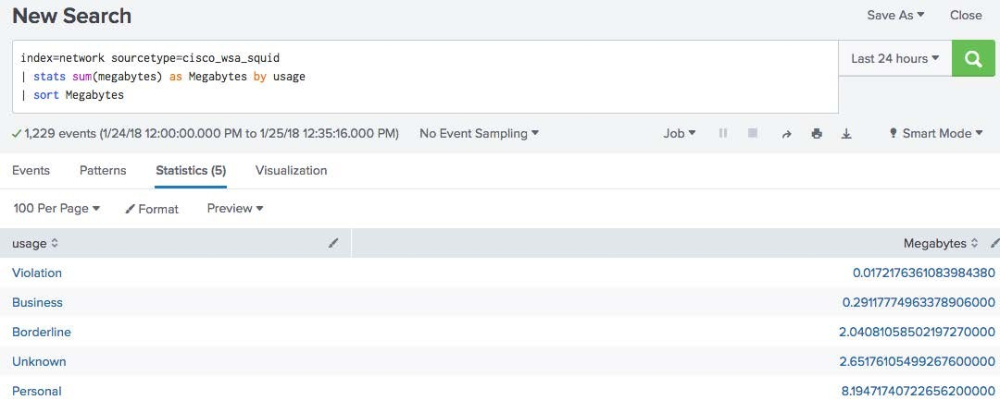 New Search
Save As Close
index=network sourcetype=cisco_wsa_squid
| stats sum(megabytes) as Megabytes by usage
| sort Megabytes
Last 24 hours
1,229 events (1/24/18 12:00:00.000 PM to 1/25/18 12:35:16.000 PM) No Event Sampling Job Smart Mode
Events Patterns Statistics (5) Visualization
100 Per Page Format Preview
usage Megabytes
Violation 0.0172176361083984380
Business 0.29117774963378906000
Borderline 2.04081058502197270000
Unknown 2.65176105499267600000
Personal 8.19471740722656200000